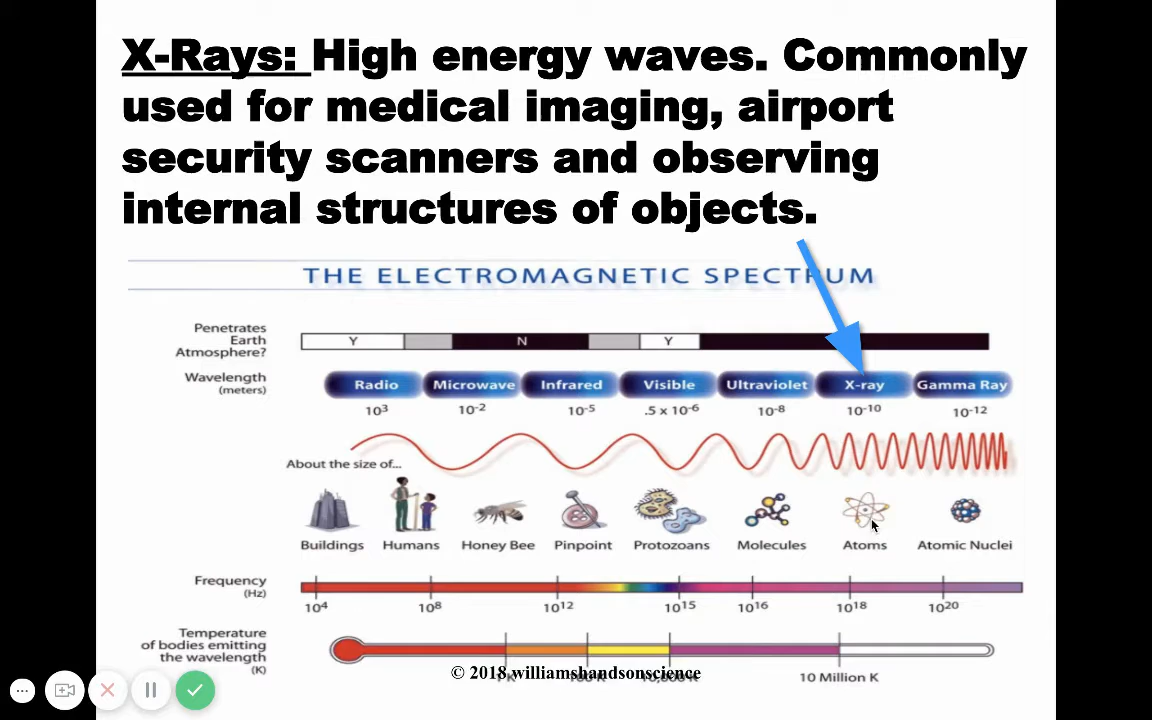 X-Rays: High energy waves. Commonly
used for medical imaging, airport
security scanners and observing
internal structures of objects.
THE ELECTROMAGNETIC SPECTRUM
Penetrates
Earth
Atmosphere?
Y N Y
Wavelength
(meters)
Radio Microwave Infrared Visible Ultraviolet X-ray Gamma Ray
10³ 10⁻² 10⁻⁵ .5 x 10⁻⁶ 10⁻⁸ 10⁻¹⁰ 10⁻¹²
About the size of...
Buildings Humans Honey Bee Pinpoint Protozoans Molecules Atoms Atomic Nuclei
Frequency
(Hz)
10⁴ 10⁸ 10¹² 10¹⁵ 10¹⁶ 10¹⁸ 10²⁰
Temperature
of bodies emitting
the wavelength
(K)
© 2018 williamshandsonscience
10 Million K